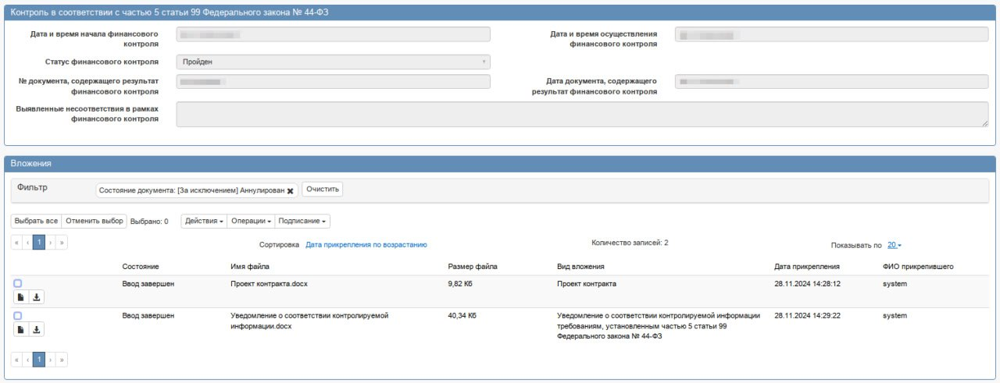 Контроль в соответствии с частью 5 статьи 99 Федерального закона № 44-ФЗ
Дата и время начала финансового
контроля
Дата и время осуществления
финансового контроля
Статус финансового контроля
Пройден
№ документа, содержащего результат
финансового контроля
Дата документа, содержащего
результат финансового контроля
Выявленные несоответствия в рамках
финансового контроля
Вложения
Фильтр
Состояние документа: [За исключением] Аннулирован ✖
Очистить
Выбрать все Отменить выбор Выбрано: 0 Действия Операции Подписание
« ‹ 1 › »
Сортировка Дата прикрепления по возрастанию
Количество записей: 2
Показывать по 20
Состояние Имя файла Размер файла Вид вложения Дата прикрепления ФИО прикрепившего
Ввод завершен Проект контракта.docx 9,82 Кб Проект контракта 28.11.2024 14:28:12 system
Ввод завершен Уведомление о соответствии контролируемой 40,34 Кб Уведомление о соответствии контролируемой информации 28.11.2024 14:29:22 system
информации.docx требованиям, установленным частью 5 статьи 99
Федерального закона № 44-ФЗ
« ‹ 1 › »